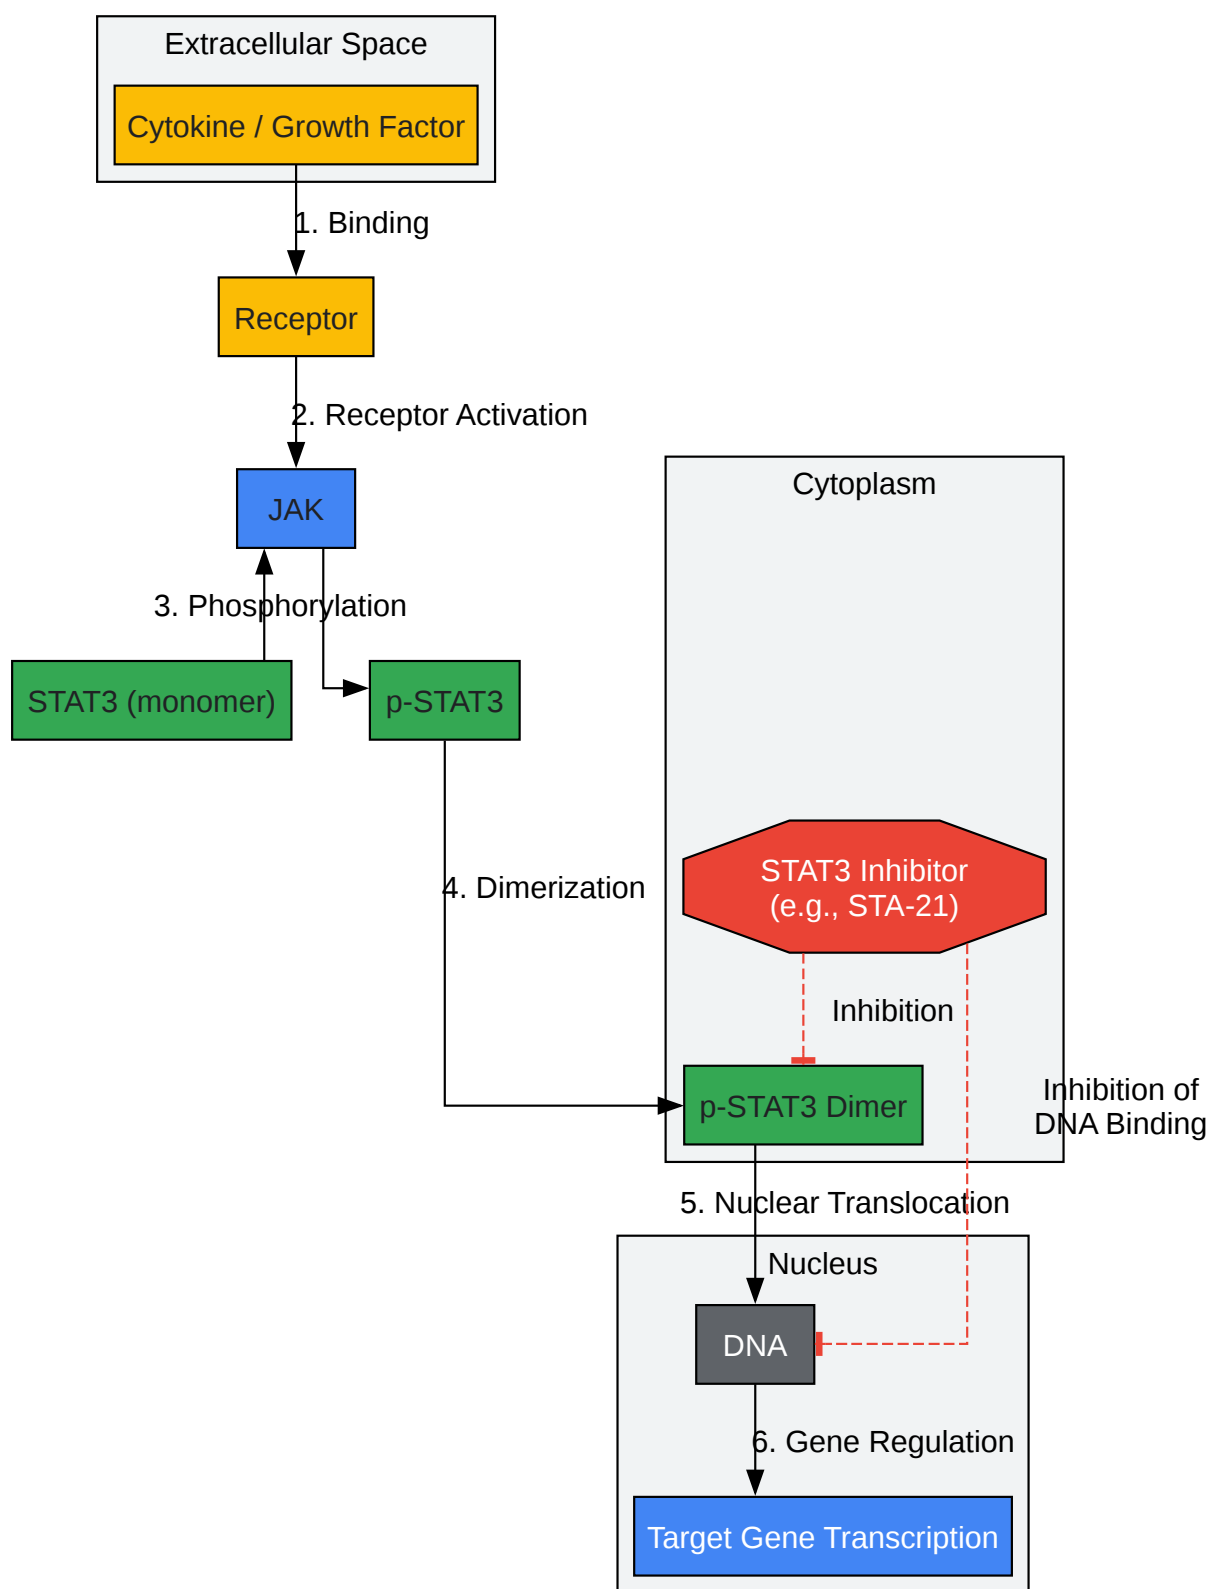 Extracellular Space
Cytokine / Growth Factor
1. Binding
Receptor
2. Receptor Activation
JAK
Cytoplasm
3. Phosphorylation
STAT3 (monomer)
p-STAT3
STAT3 Inhibitor
(e.g., STA-21)
4. Dimerization
Inhibition
p-STAT3 Dimer
Inhibition of
DNA Binding
5. Nuclear Translocation
Nucleus
DNA
6. Gene Regulation
Target Gene Transcription